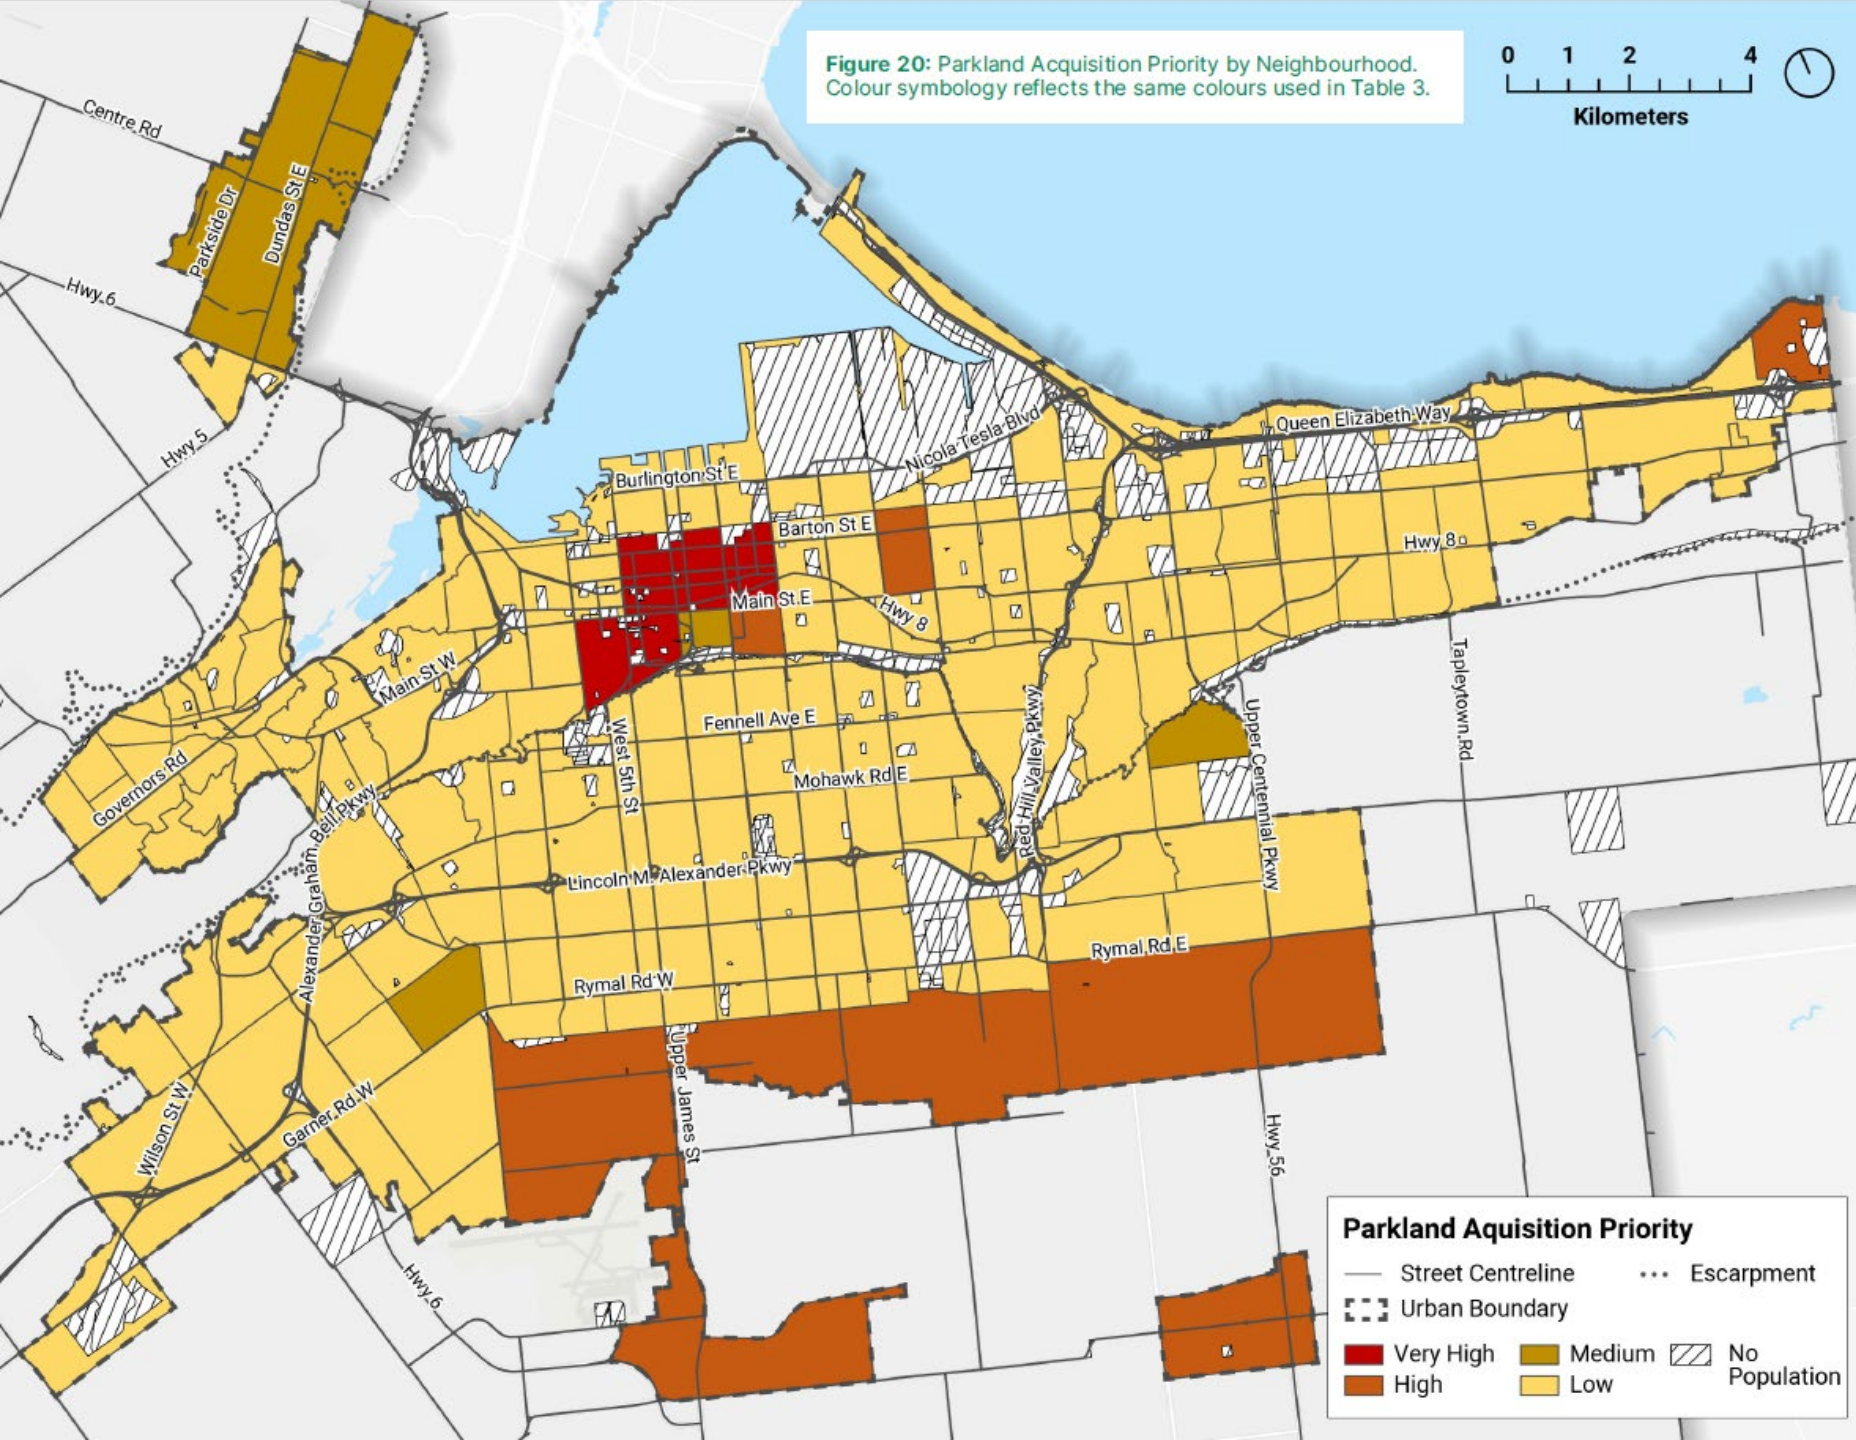 Figure 20: Parkland Acquisition Priority by Neighbourhood.
Colour symbology reflects the same colours used in Table 3.
0 1 2 4
Kilometers
Centre Rd
Parkside Dr
Dundas St E
Hwy 6
Hwy 5
Burlington St E
Nicola Tesla Blvd
Queen Elizabeth Way
Barton St E
Hwy 8
Main St E
Hwy 8
Main St W
Tapleytown Rd
Governors Rd
West 5th St
Fennell Ave E
Mohawk Rd E
Red Hill Valley Pkwy
Upper Centennial Pkwy
Alexander Graham Bell Pkwy
Lincoln M. Alexander Pkwy
Rymal Rd E
Rymal Rd W
Upper James St
Wilson St W
Garner Rd W
Hwy 56
Hwy 6
Parkland Aquisition Priority
Street Centreline
Escarpment
Urban Boundary
Very High
Medium
No
Population
High
Low